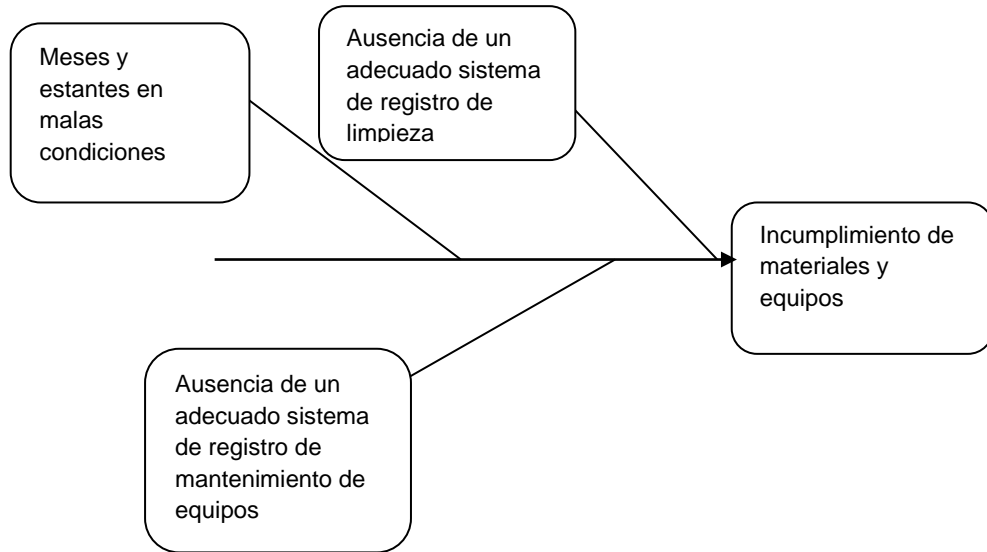 Meses y
estantes en
malas
condiciones
Ausencia de un
adecuado sistema
de registro de
limpieza
Incumplimiento de
materiales y
equipos
Ausencia de un
adecuado sistema
de registro de
mantenimiento de
equipos